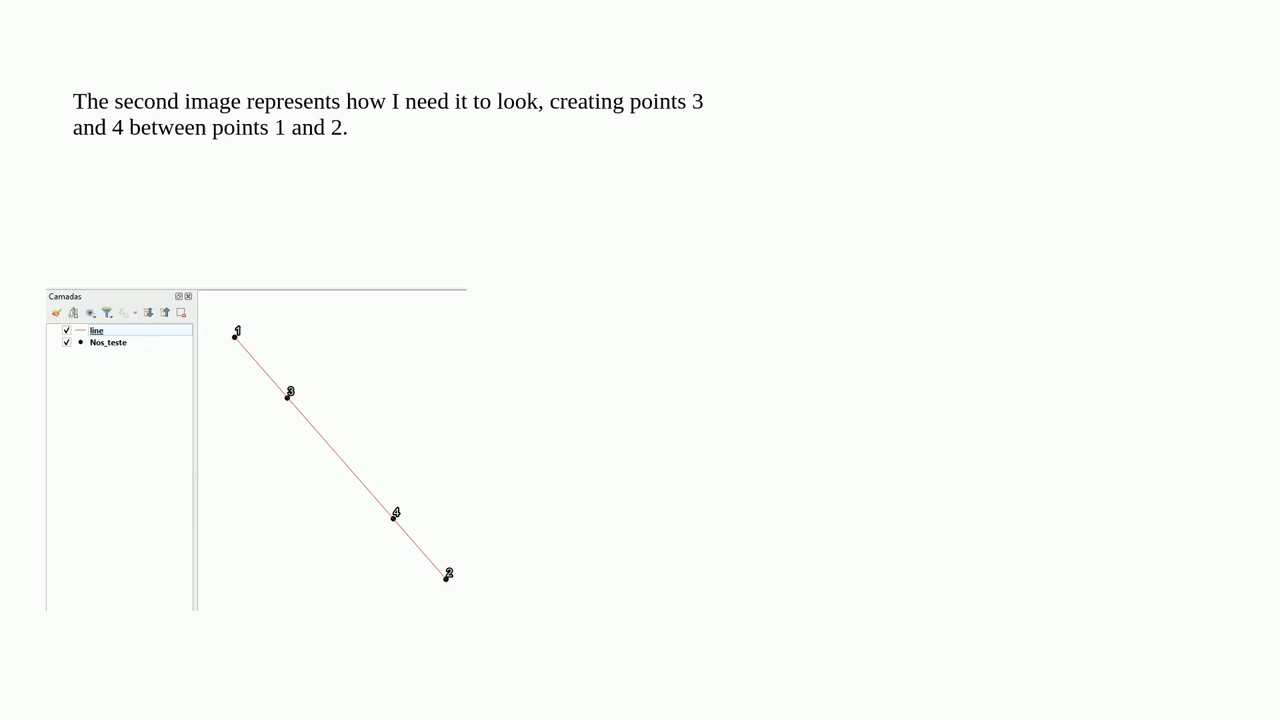 The second image represents how I need it to look, creating points 3
and 4 between points 1 and 2.
Camadas
line
Nos_teste
1
3
4
2